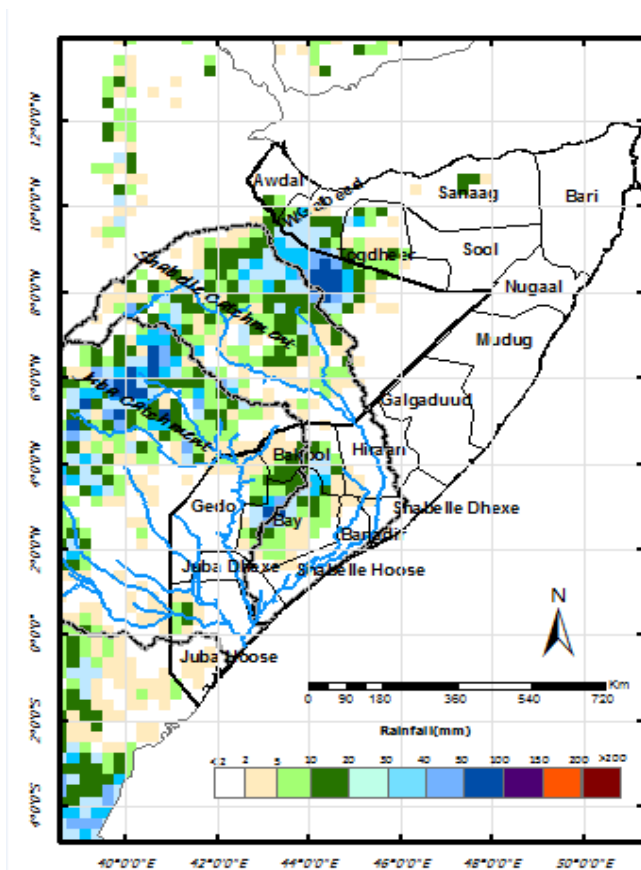 12°0'0"N
10°0'0"N
8°0'0"N
6°0'0"N
4°0'0"N
2°0'0"N
0°0'0"
2°0'0"S
4°0'0"S
Awdal
Sanaag
Bari
Togdheer
Sool
Nugaal
Shabelle Catchment
Mudug
Juba Catchment
Galgaduud
Bakool
Hiraan
Gedo
Bay
Shabelle Dhexe
Banadir
Juba Dhexe
Shabelle Hoose
Juba Hoose
N
Km
0 90 180 360 540 720
Rainfall(mm)
<2 2 5 10 20 30 40 50 100 150 200 >200
40°0'0"E 42°0'0"E 44°0'0"E 46°0'0"E 48°0'0"E 50°0'0"E